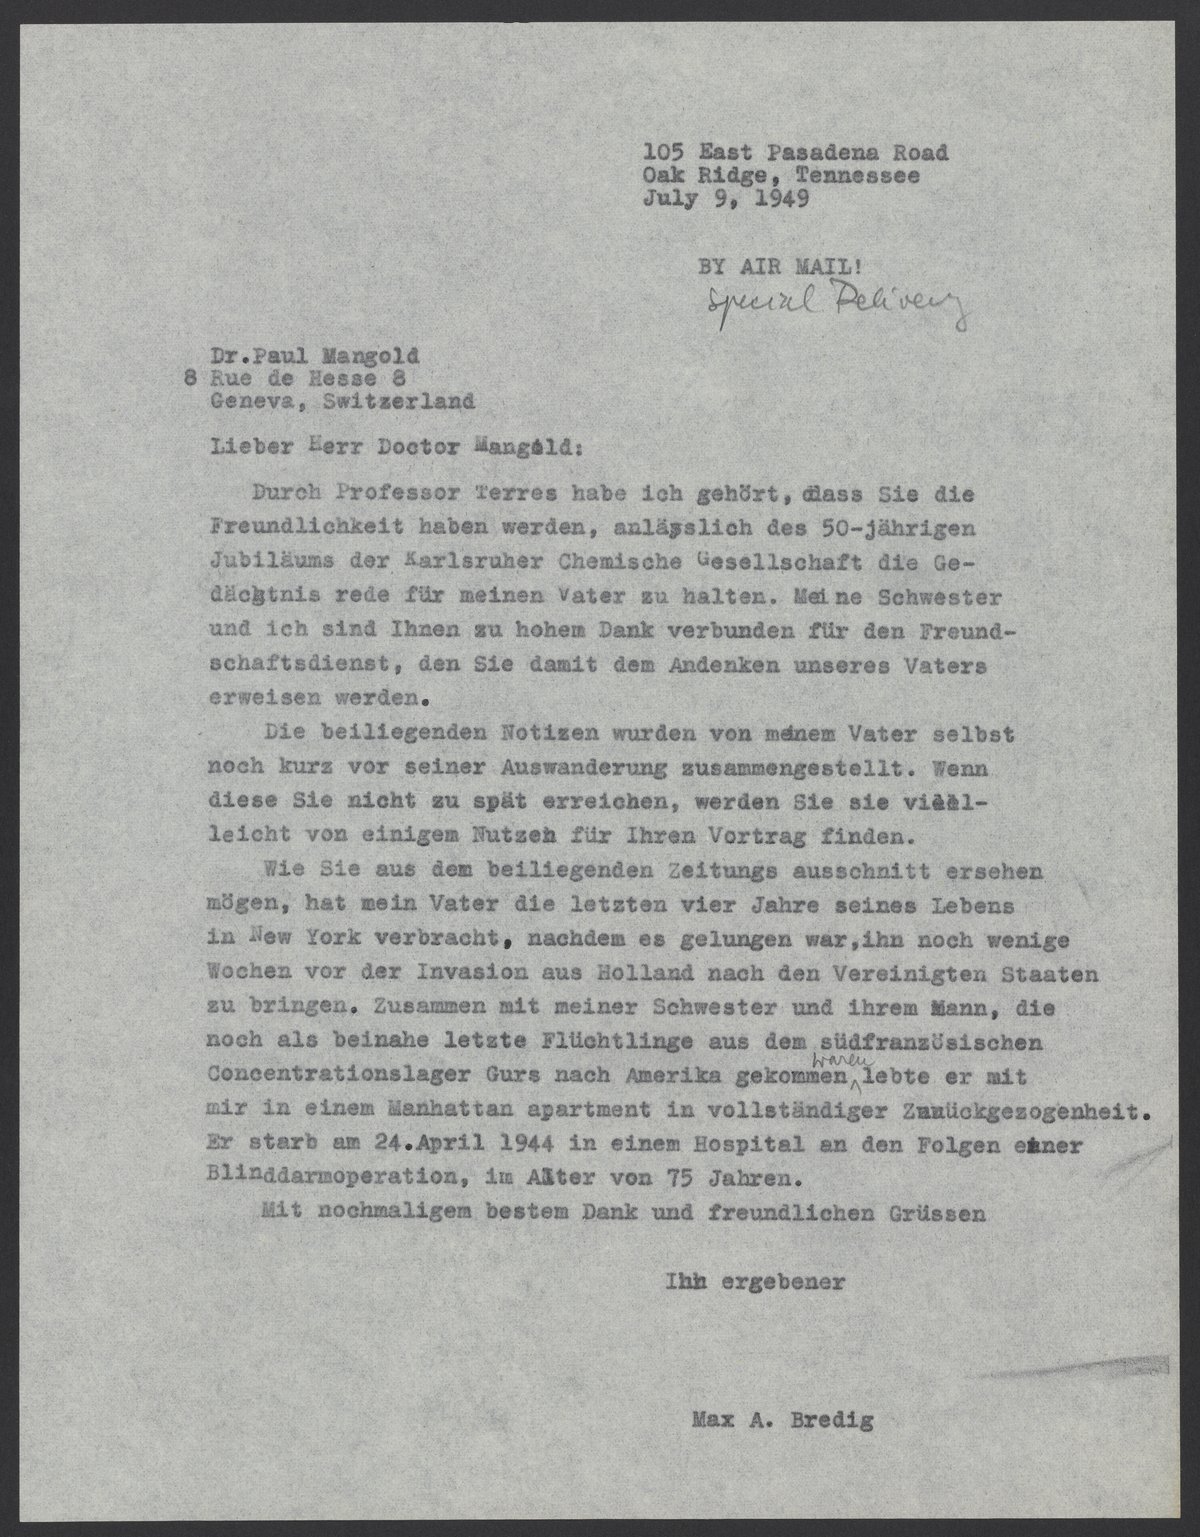 105 East Pasadena Road
Oak Ridge, Tennessee
July 9, 1949
BY AIR MAIL!
Special Delivery
Dr.Paul Mangold
8 Rue de Hesse 8
Geneva, Switzerland
Lieber Herr Doctor Mangold:
Durch Professor Terres habe ich gehört, dass Sie die
Freundlichkeit haben werden, anlässlich des 50-jährigen
Jubiläums der Karlsruher Chemische Gesellschaft die Ge-
dächtnis rede für meinen Vater zu halten. Meine Schwester
und ich sind Ihnen zu hohem Dank verbunden für den Freund-
schaftsdienst, den Sie damit dem Andenken unseres Vaters
erweisen werden.
Die beiliegenden Notizen wurden von meinem Vater selbst
noch kurz vor seiner Auswanderung zusammengestellt. Wenn
diese Sie nicht zu spät erreichen, werden Sie sie viel-
leicht von einigem Nutzen für Ihren Vortrag finden.
Wie Sie aus dem beiliegenden Zeitungs ausschnitt ersehen
mögen, hat mein Vater die letzten vier Jahre seines Lebens
in New York verbracht, nachdem es gelungen war,ihn noch wenige
Wochen vor der Invasion aus Holland nach den Vereinigten Staaten
zu bringen. Zusammen mit meiner Schwester und ihrem Mann, die
noch als beinahe letzte Flüchtlinge aus dem südfranzösischen
Concentrationslager Gurs nach Amerika gekommen waren, lebte er mit
mir in einem Manhattan apartment in vollständiger Zurückgezogenheit.
Er starb am 24.April 1944 in einem Hospital an den Folgen einer
Blinddarmoperation, im Alter von 75 Jahren.
Mit nochmaligem bestem Dank und freundlichen Grüssen
Ihr ergebener
Max A. Bredig